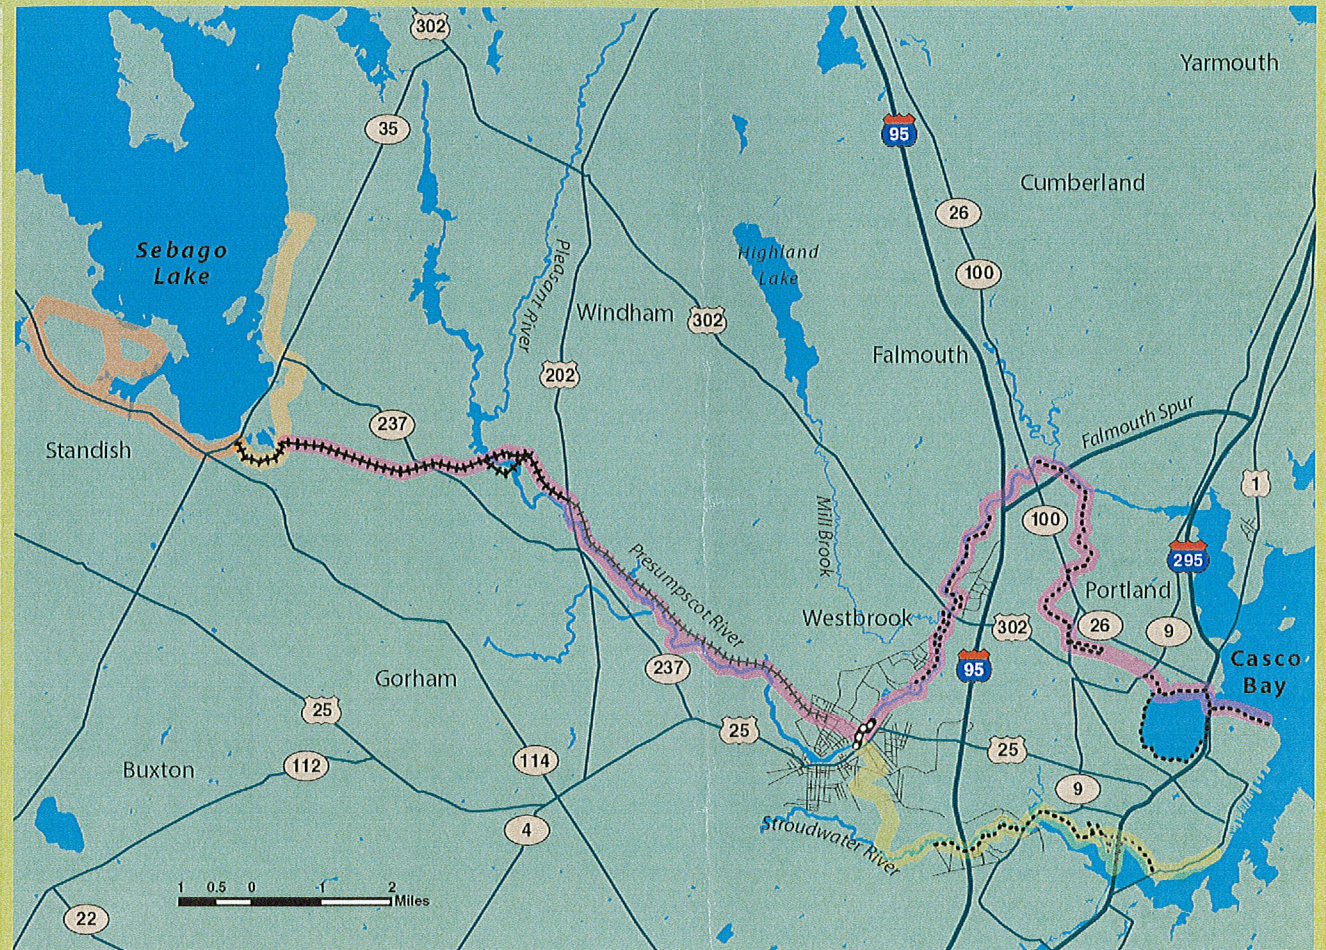 302
Yarmouth
35
95
Cumberland
26
Sebago
Lake
Pleasant River
Highland
Lake
100
Windham
302
Falmouth
202
237
Falmouth Spur
Standish
1
Mill Brook
100
295
Presumpscot River
Portland
Westbrook
302
26
9
237
95
Casco
Bay
Gorham
25
25
25
114
112
Buxton
9
4
Stroudwater River
1 0.5 0 1 2
Miles
22